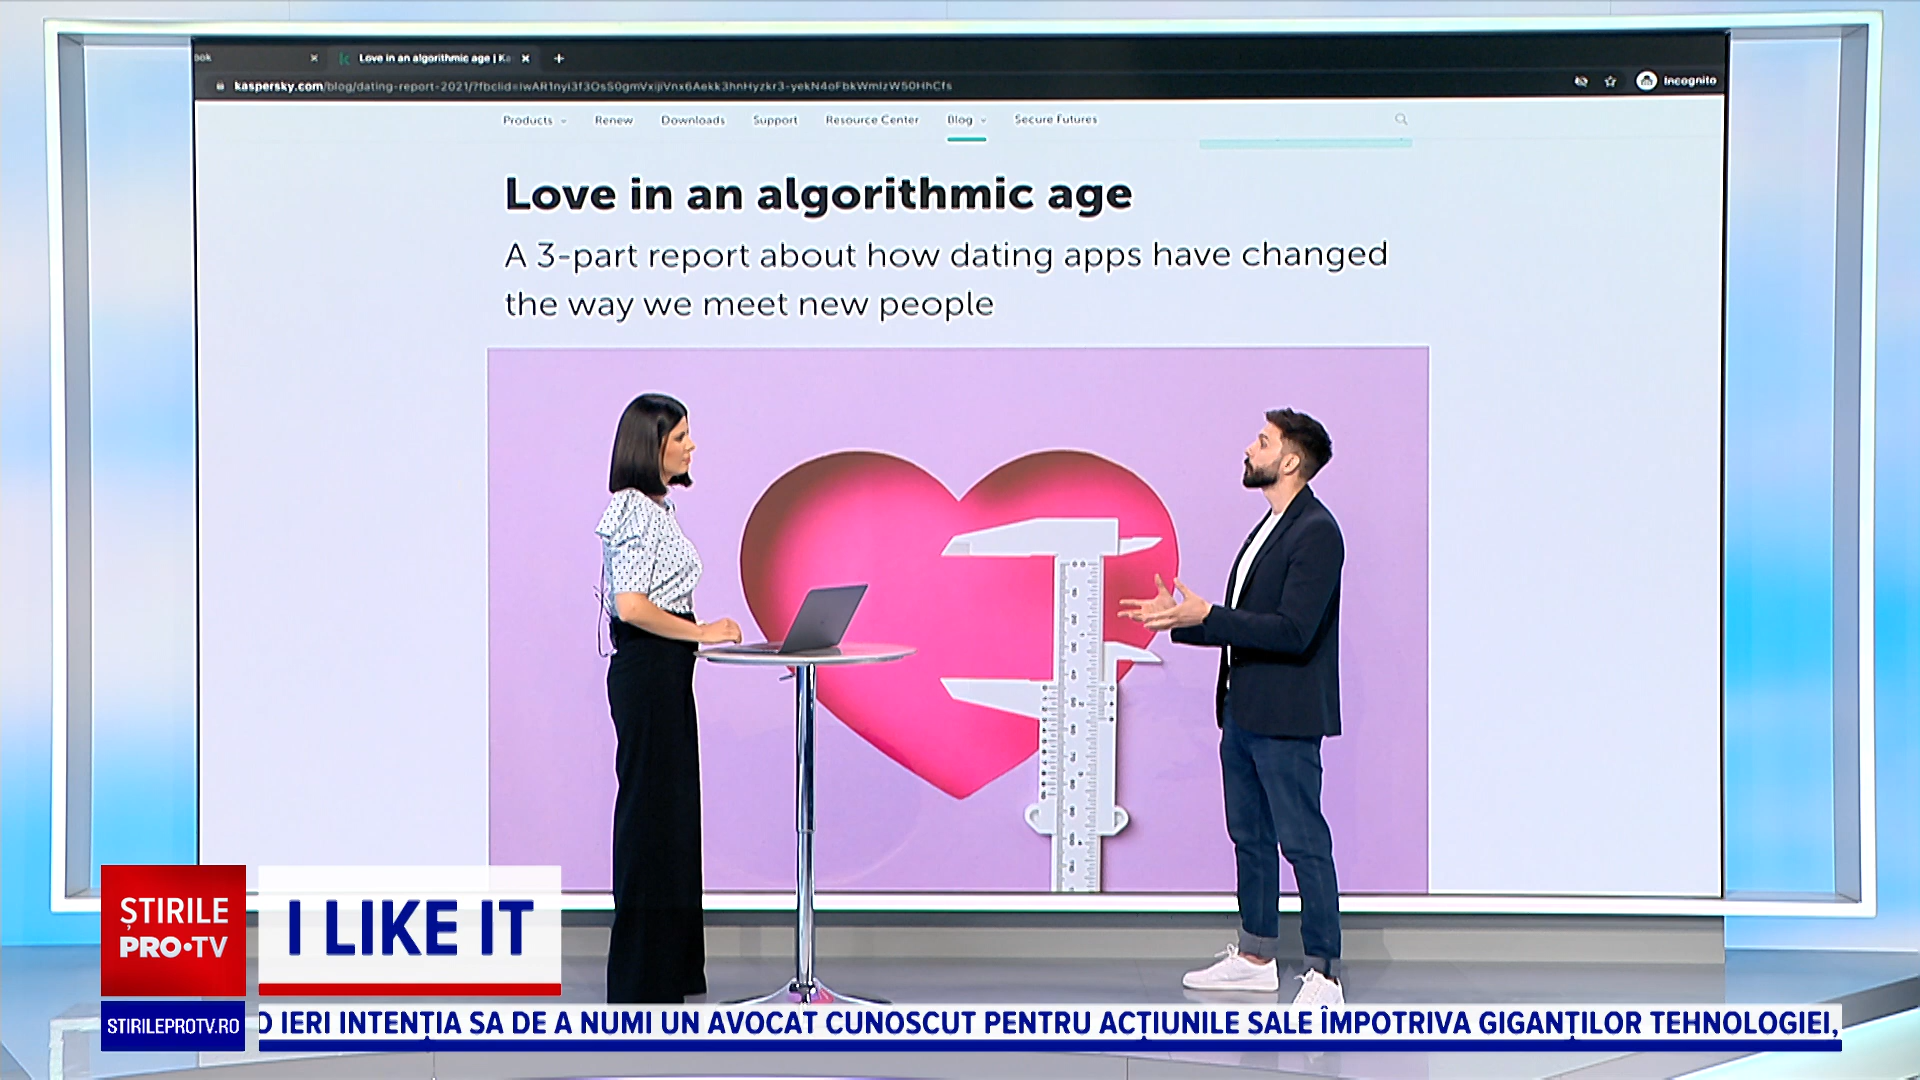 Love in an algorithmic age | Ka
kaspersky.com/blog/dating-report-2021/?fbclid=
Incognito
Products
Renew
Downloads
Support
Resource Center
Blog
Secure Futures
Love in an algorithmic age
A 3-part report about how dating apps have changed
the way we meet new people
ȘTIRILE
PRO•TV
I LIKE IT
STIRILEPROTV.RO
O IERI INTENȚIA SA DE A NUMI UN AVOCAT CUNOSCUT PENTRU ACȚIUNILE SALE ÎMPOTRIVA GIGANȚILOR TEHNOLOGIEI,